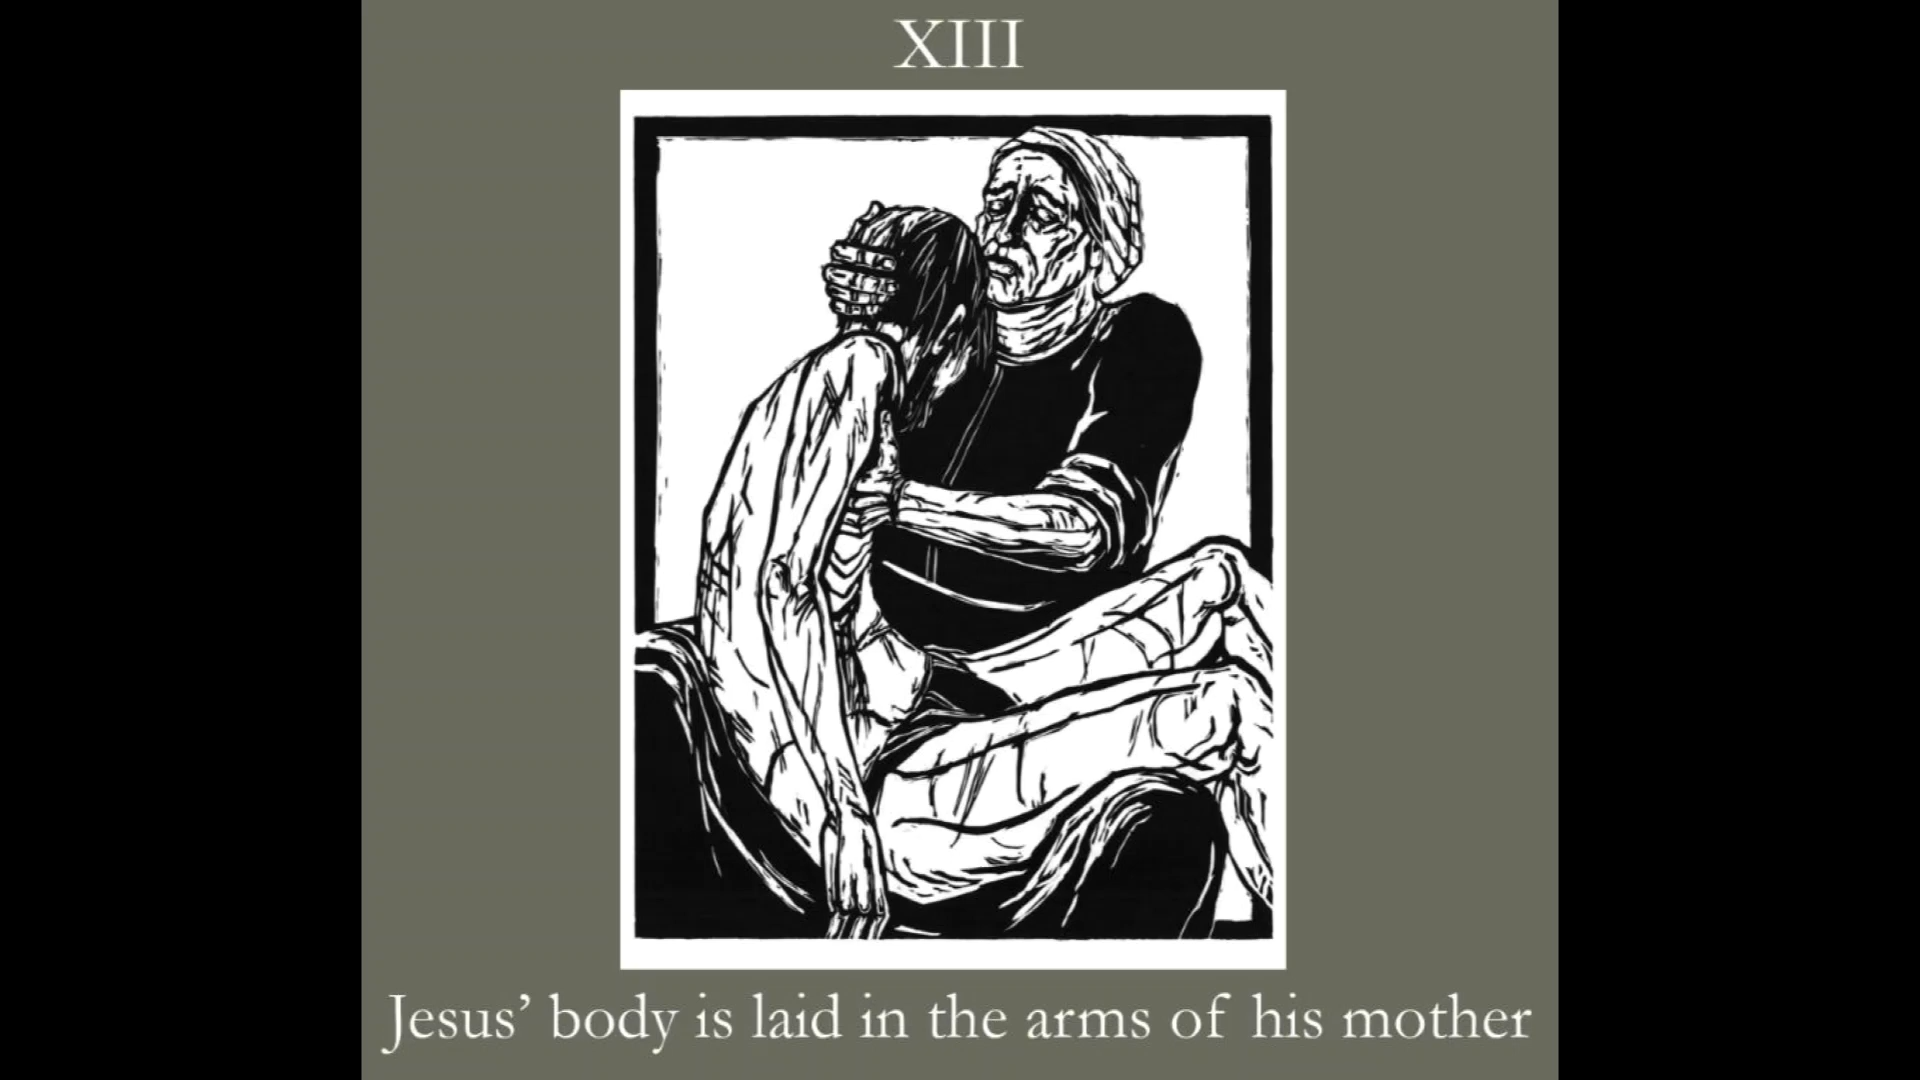 XIII
Jesus’ body is laid in the arms of his mother